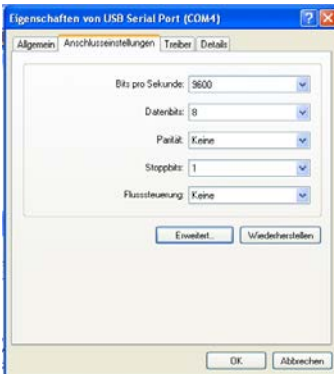 Eigenschaften von USB Serial Port (COM4)
Allgemein Anschlusseinstellungen Treiber Details
Bits pro Sekunde: 9600
Datenbits: 8
Parität: Keine
Stoppbits: 1
Flusssteuerung: Keine
Erweitert... Wiederherstellen
OK Abbrechen